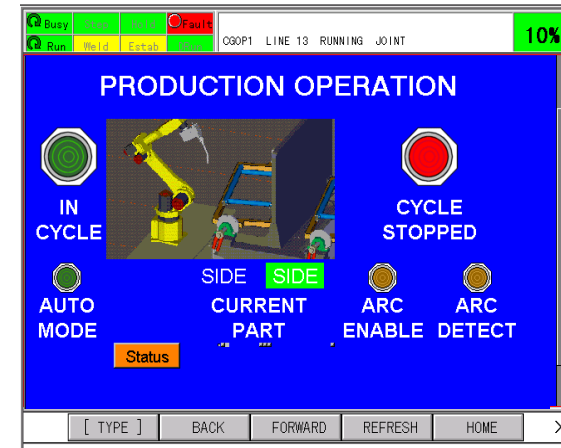 Busy Step Hold Fault
Run Weld Estab
CGOP1 LINE 13 RUNNING JOINT
10%
PRODUCTION OPERATION
IN CYCLE
CYCLE STOPPED
SIDE SIDE
AUTO MODE
CURRENT PART
ARC ENABLE
ARC DETECT
Status
[ TYPE ] BACK FORWARD REFRESH HOME >